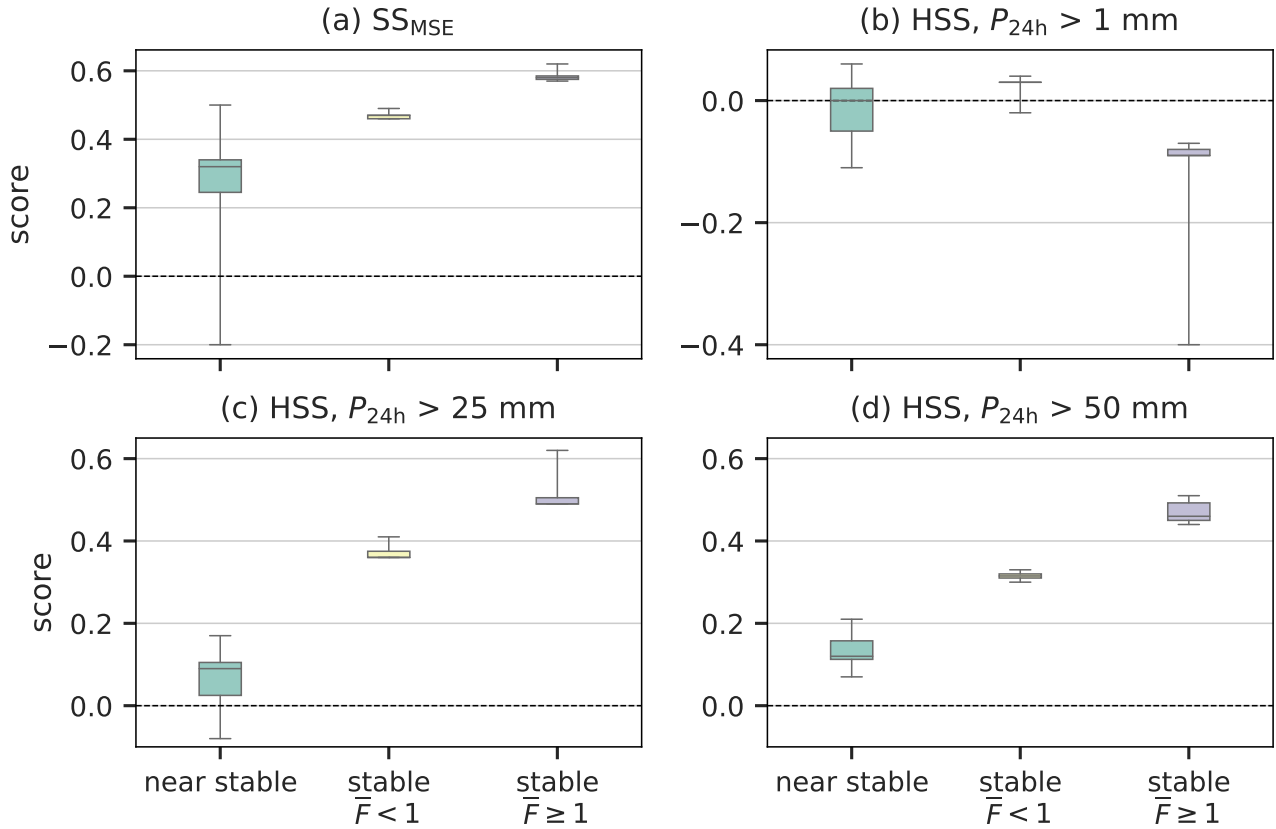 (a) SS_MSE
(b) HSS, P_24h > 1 mm
score
0.6
0.4
0.2
0.0
−0.2
0.0
−0.2
−0.4
(c) HSS, P_24h > 25 mm
(d) HSS, P_24h > 50 mm
score
0.6
0.4
0.2
0.0
0.6
0.4
0.2
0.0
near stable
stable
F̅ < 1
stable
F̅ ≥ 1
near stable
stable
F̅ < 1
stable
F̅ ≥ 1